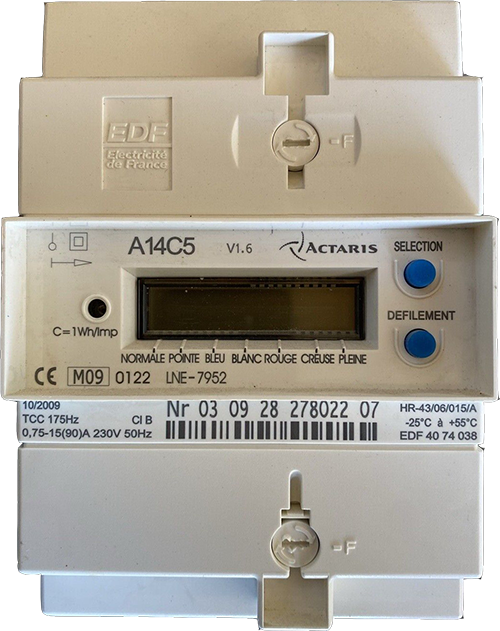 EDF
Electricité
de France
-F
A14C5 V1.6 ACTARIS SELECTION
DEFILEMENT
C=1Wh/Imp
NORMALE POINTE BLEU BLANC ROUGE CREUSE PLEINE
CE M09 0122 LNE-7952
10/2009 Nr 03 09 28 278022 07 HR-43/06/015/A
TCC 175Hz Cl B -25°C à +55°C
0,75-15(90)A 230V 50Hz EDF 40 74 038
-F